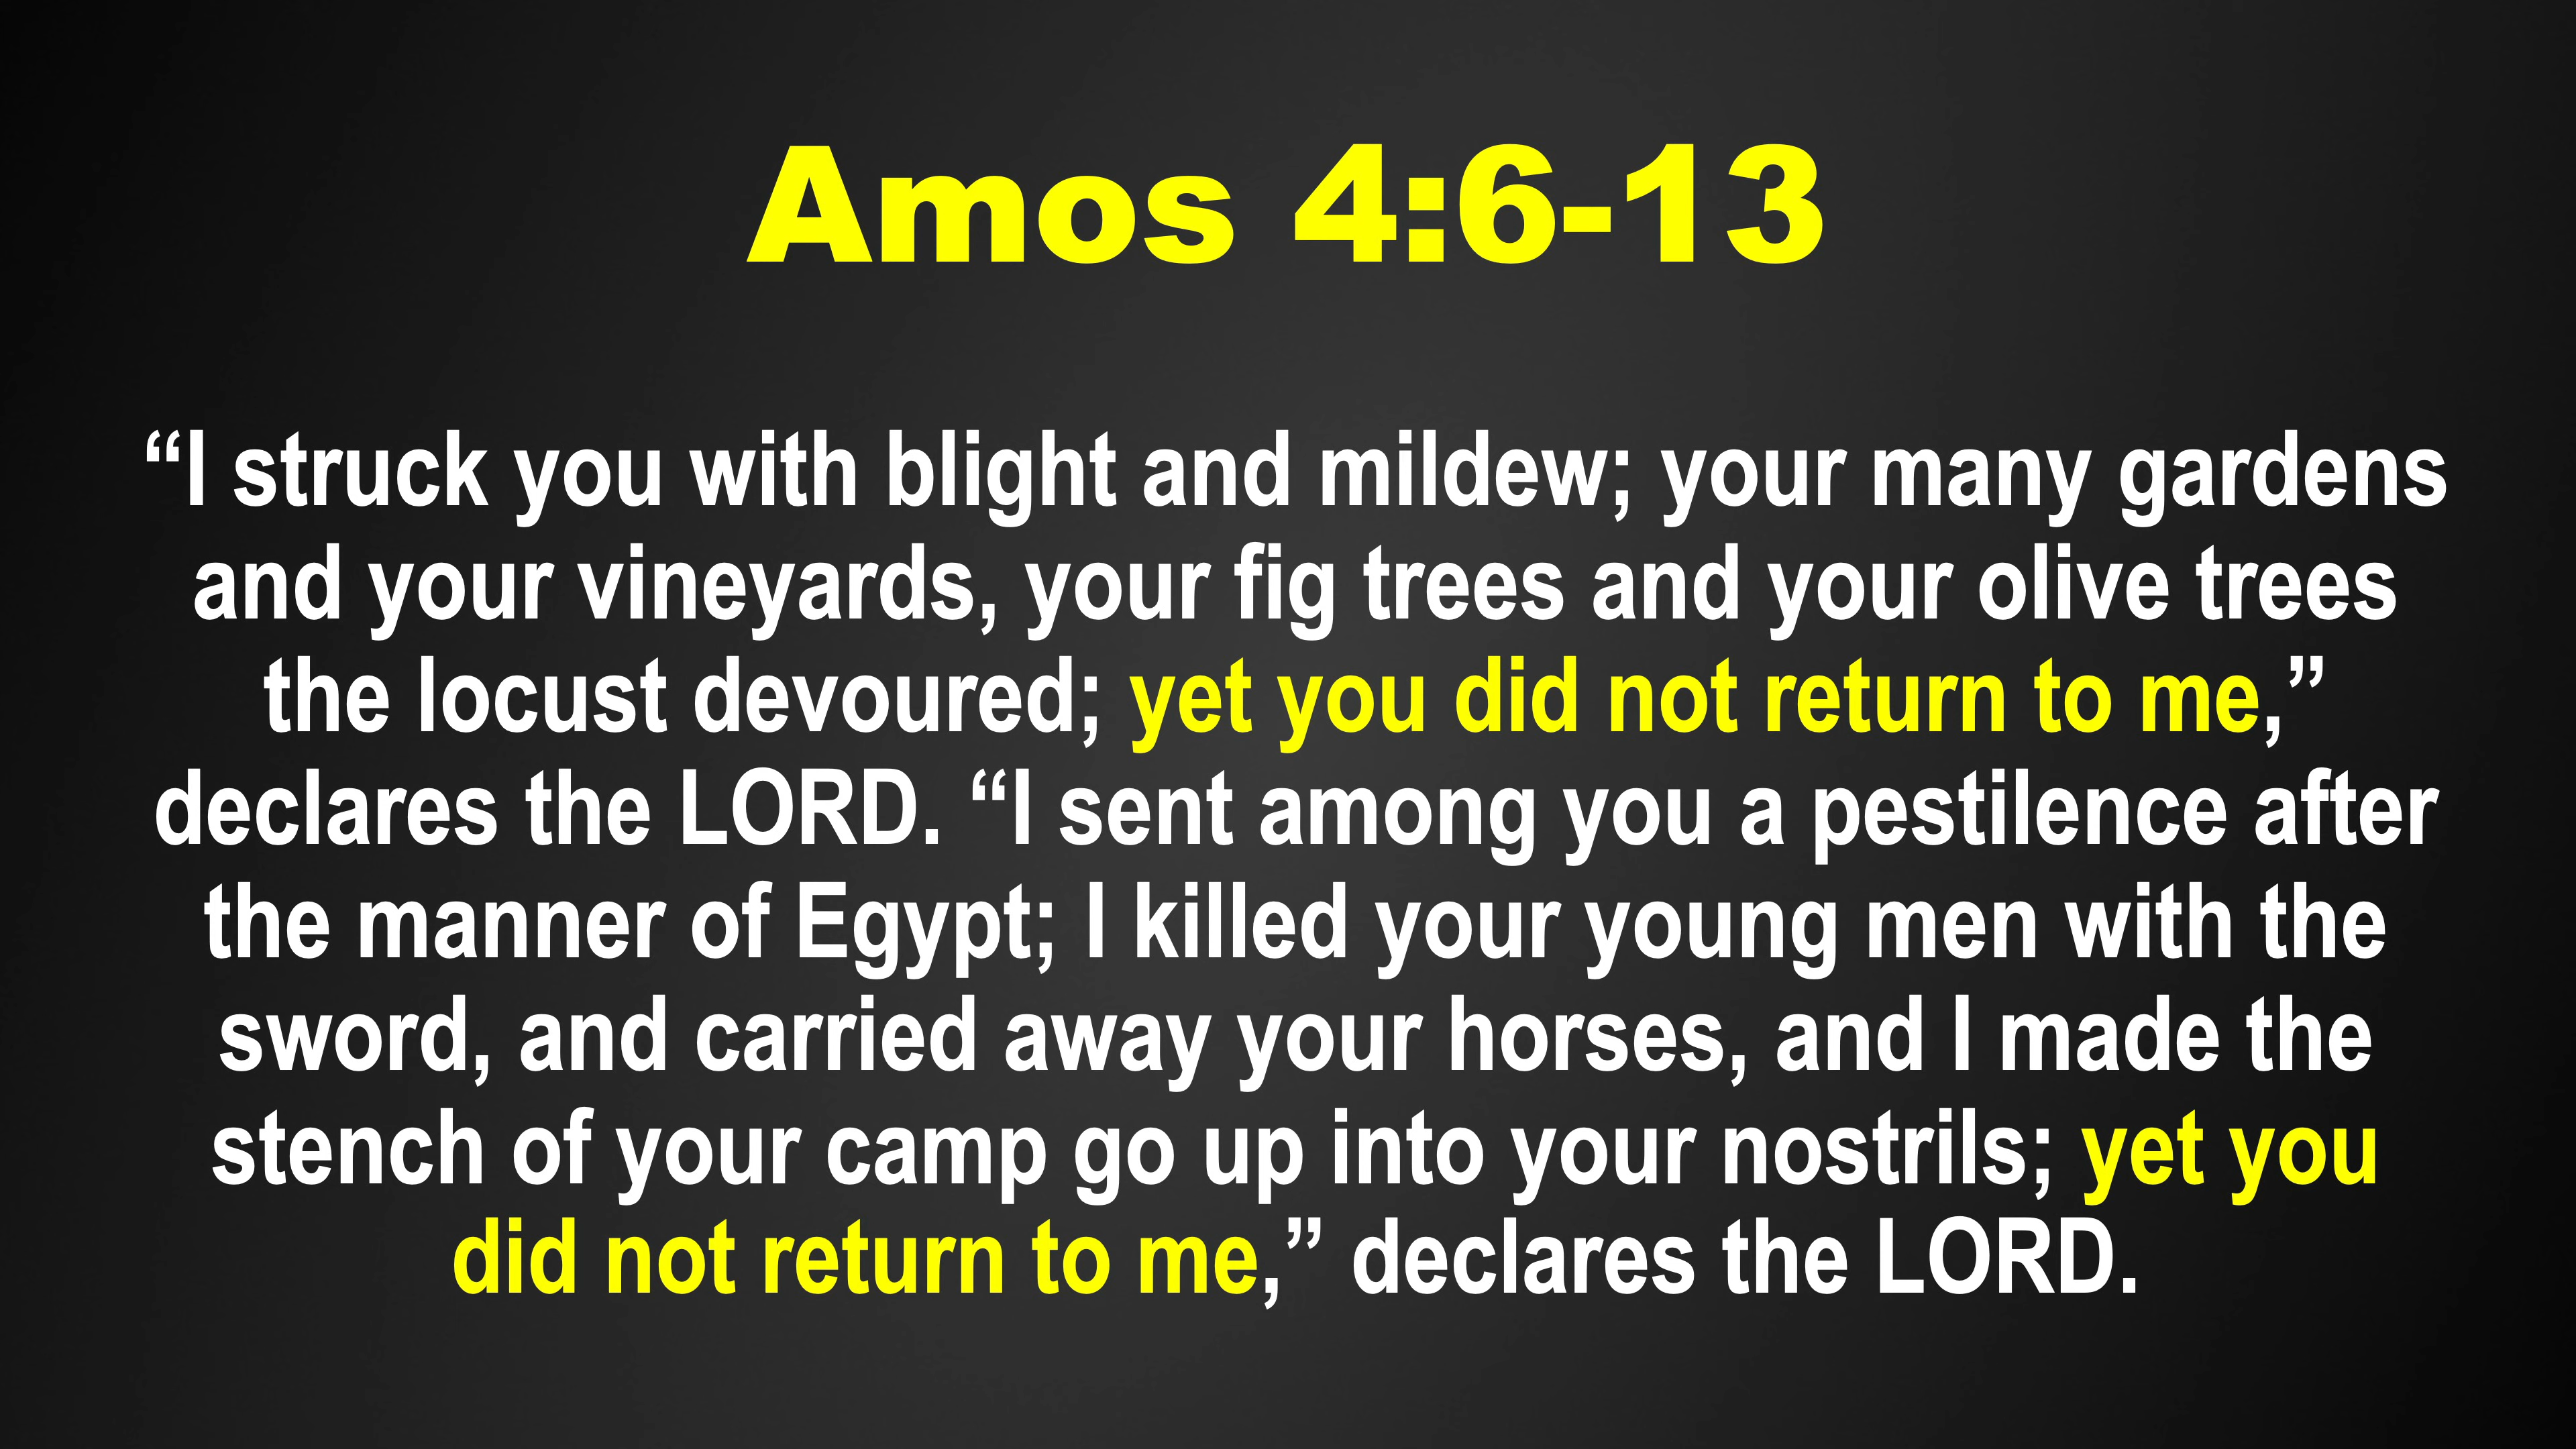 Amos 4:6-13
“I struck you with blight and mildew; your many gardens
and your vineyards, your fig trees and your olive trees
the locust devoured; yet you did not return to me,”
declares the LORD. “I sent among you a pestilence after
the manner of Egypt; I killed your young men with the
sword, and carried away your horses, and I made the
stench of your camp go up into your nostrils; yet you
did not return to me,” declares the LORD.